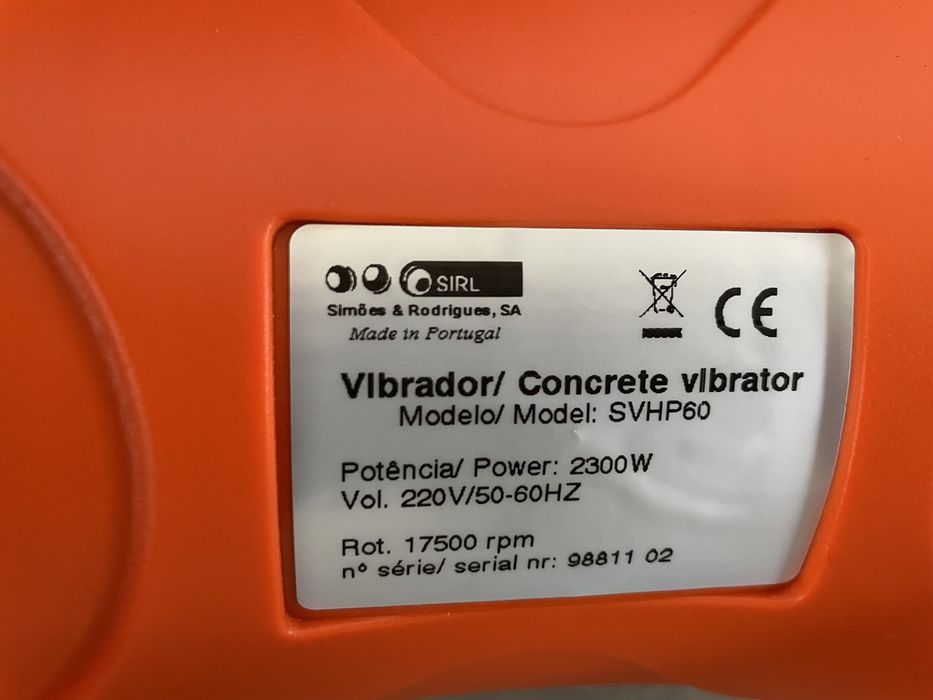 SIRL
Simões & Rodrigues, SA
Made in Portugal
CE
Vibrador/ Concrete vibrator
Modelo/ Model: SVHP60
Potência/ Power: 2300W
Vol. 220V/50-60HZ
Rot. 17500 rpm
nº série/ serial nr: 98811 02